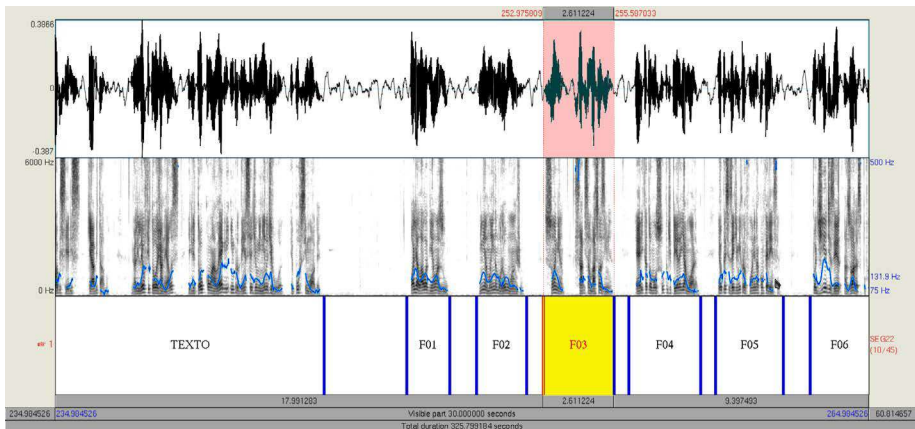 252.975809 2.611224 255.587033
0.3866
0
-0.387
6000 Hz 500 Hz
131.9 Hz
0 Hz 75 Hz
1 TEXTO F01 F02 F03 F04 F05 F06 SEG22
(10/45)
17.991283 2.611224 9.397493
234.984526 234.984526 Visible part 30.000000 seconds 264.984526 60.814657
Total duration 325.799184 seconds